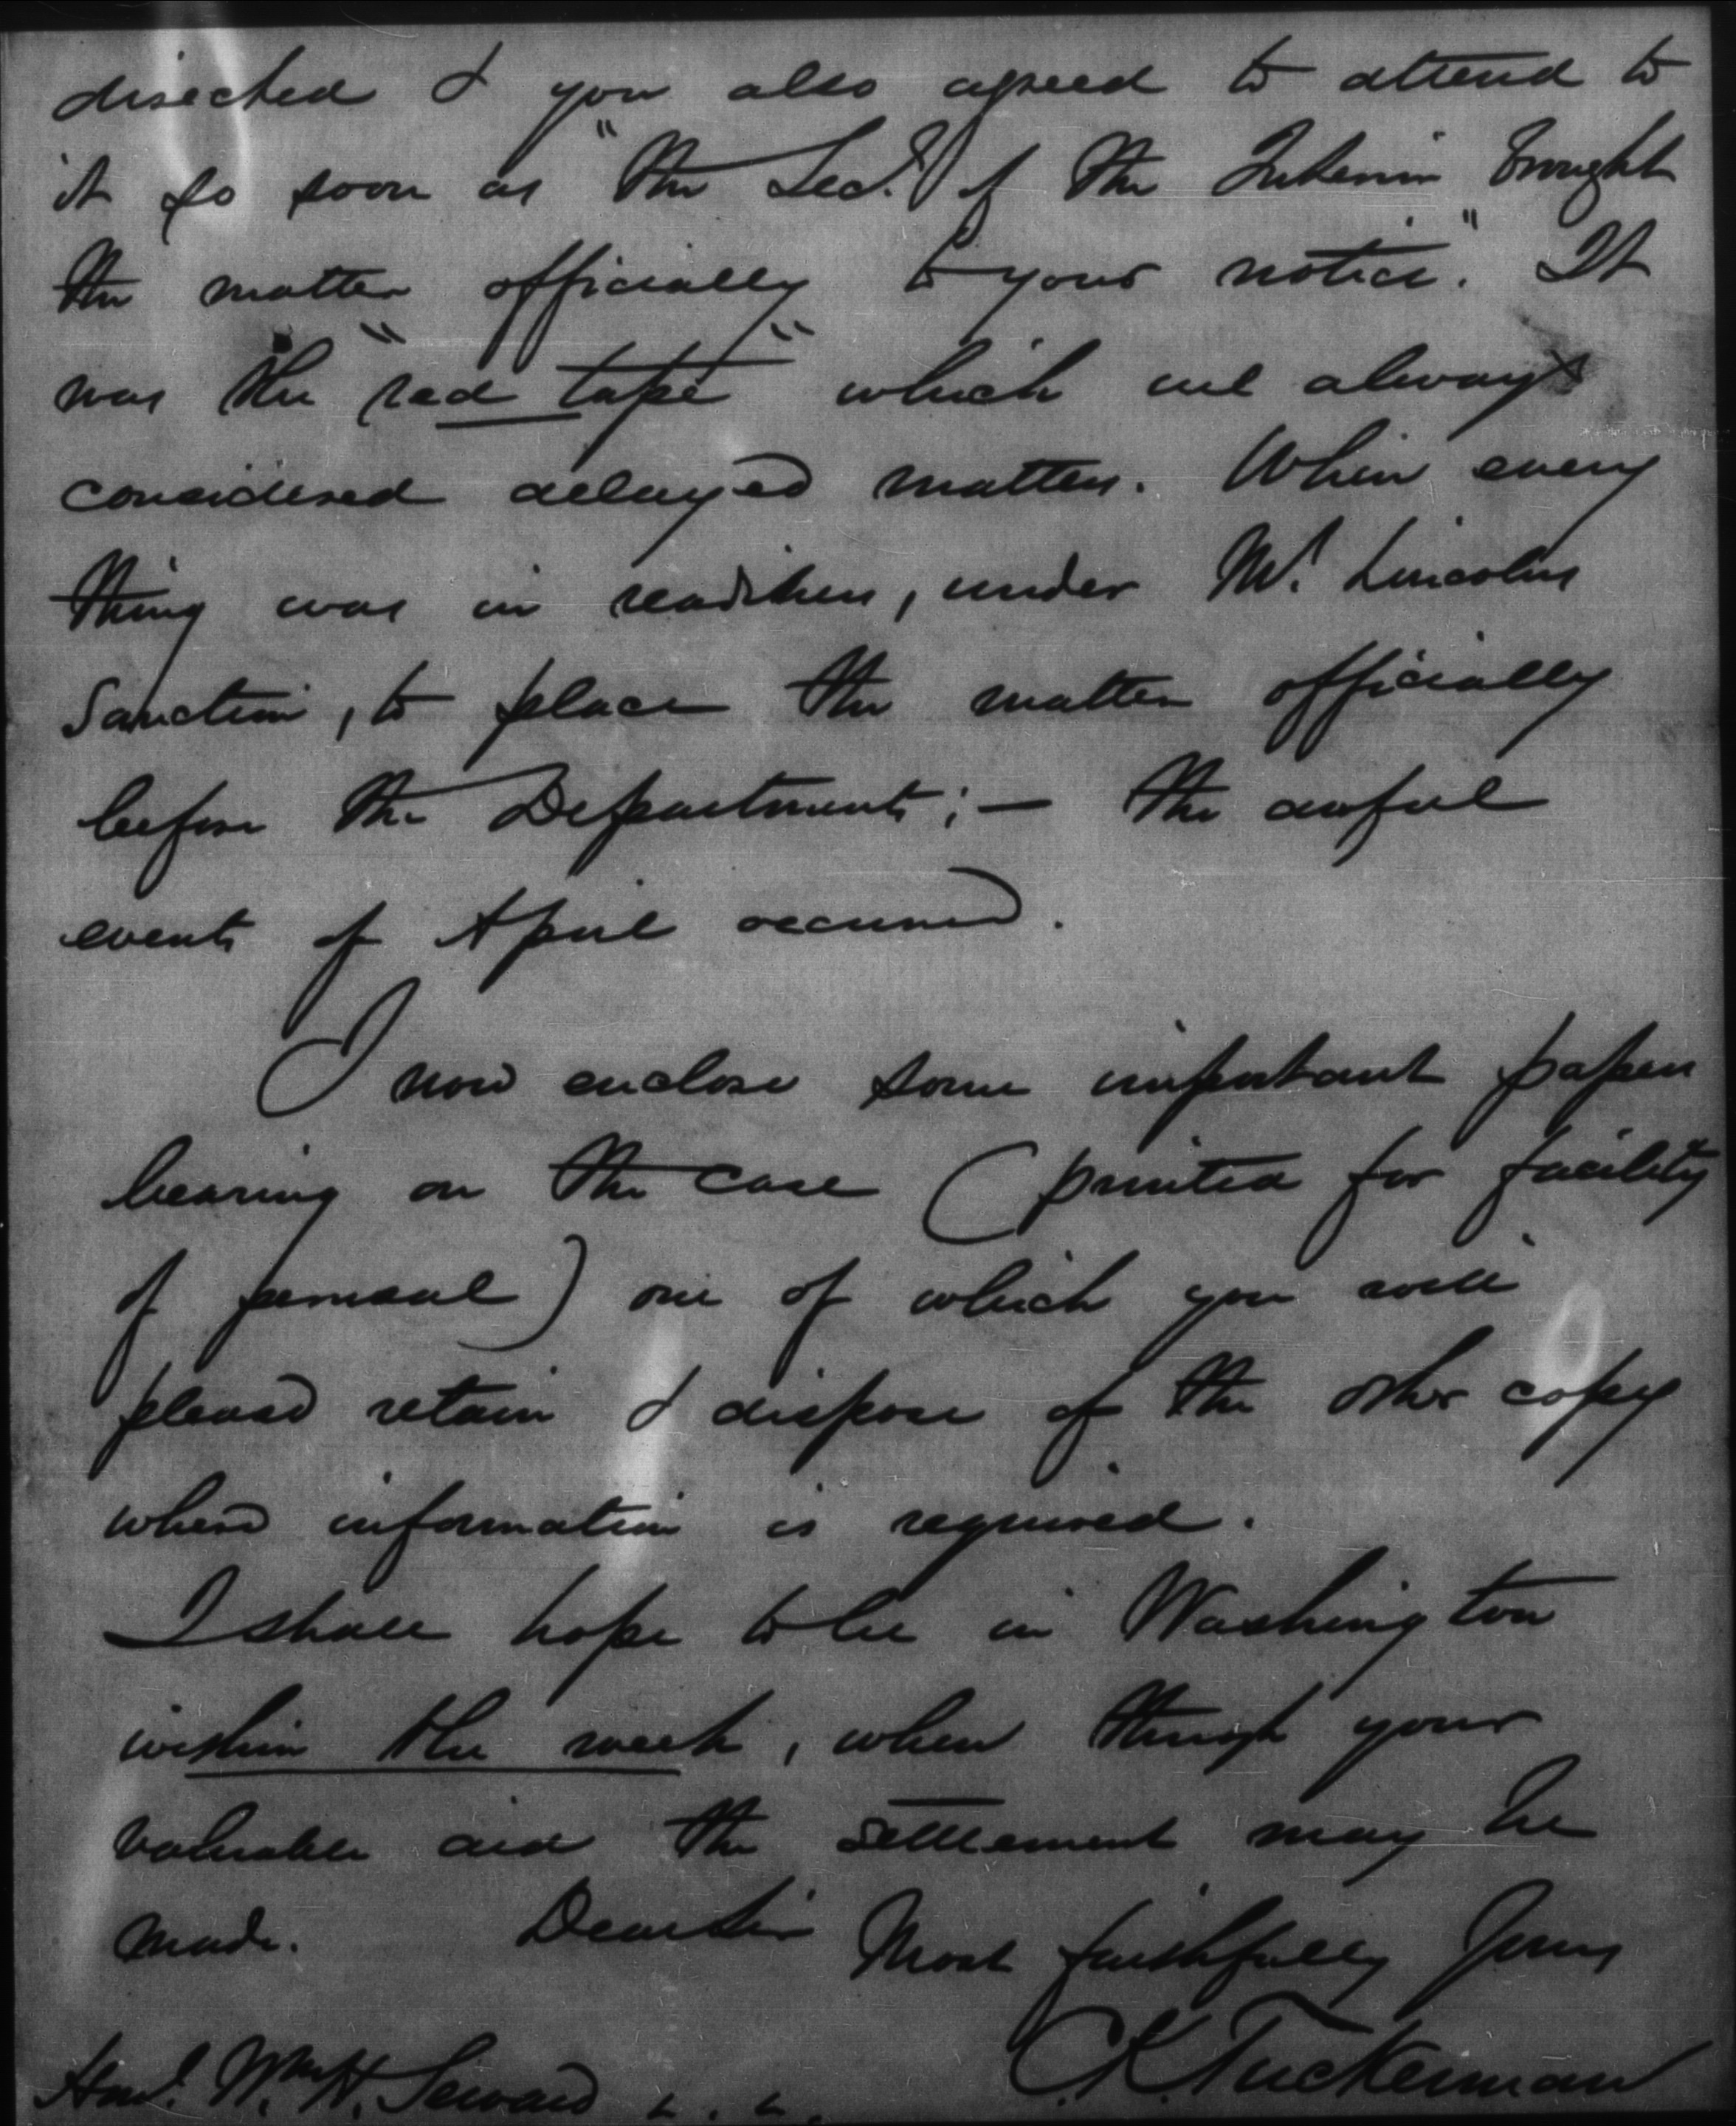 directed & you also agreed to attend to
it so soon as "the Secy of the Interior brought
the matter officially to your notice." It
was the "red tape" which we always
considered delayed matters. When every
thing was in readiness, under Mr. Lincolns
Sanction, to place the matter officially
before the Department; — the awful
events of April occurred.
I now enclose some important papers
bearing on the case (printed for facility
of perusal) one of which you will
please retain & dispose of the other copy
where information is required.
I shall hope to be in Washington
within the week, when through your
valuable aid the settlement may be
made. Dear Sir Most faithfully Yours
C K Tuckerman
Honl. Wm H. Seward